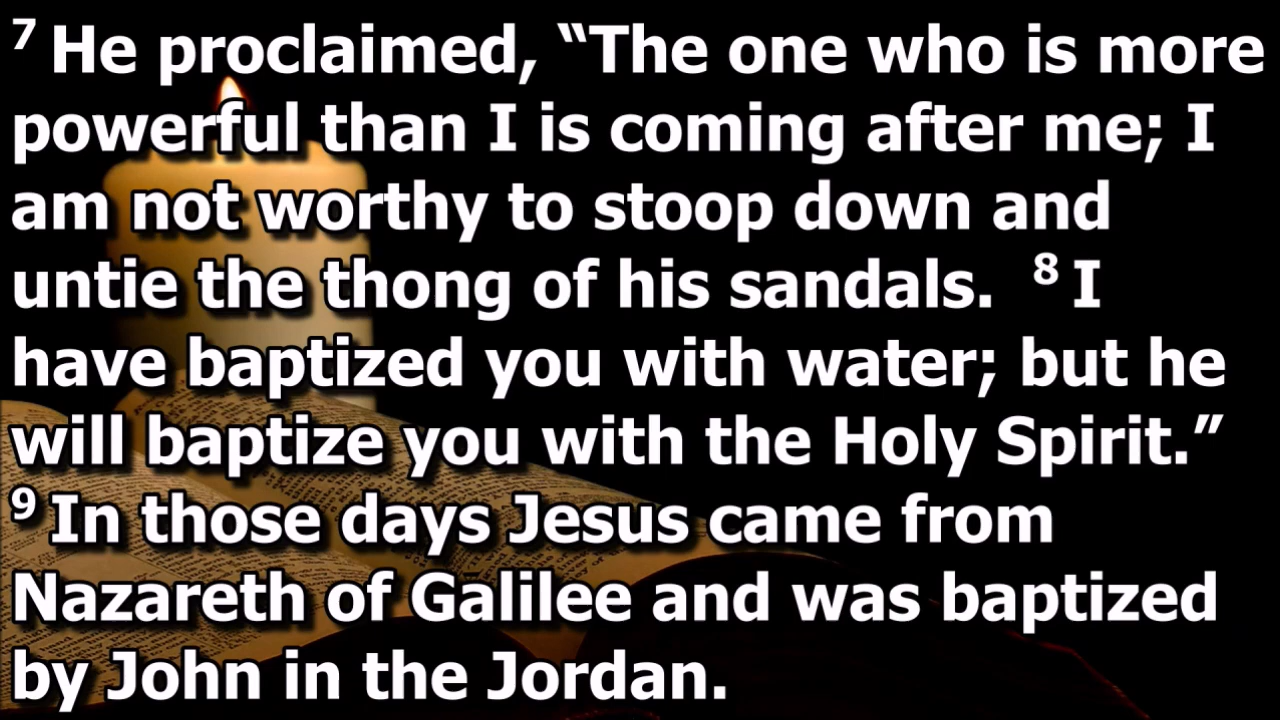 7 He proclaimed, “The one who is more
powerful than I is coming after me; I
am not worthy to stoop down and
untie the thong of his sandals. 8 I
have baptized you with water; but he
will baptize you with the Holy Spirit.”
9 In those days Jesus came from
Nazareth of Galilee and was baptized
by John in the Jordan.